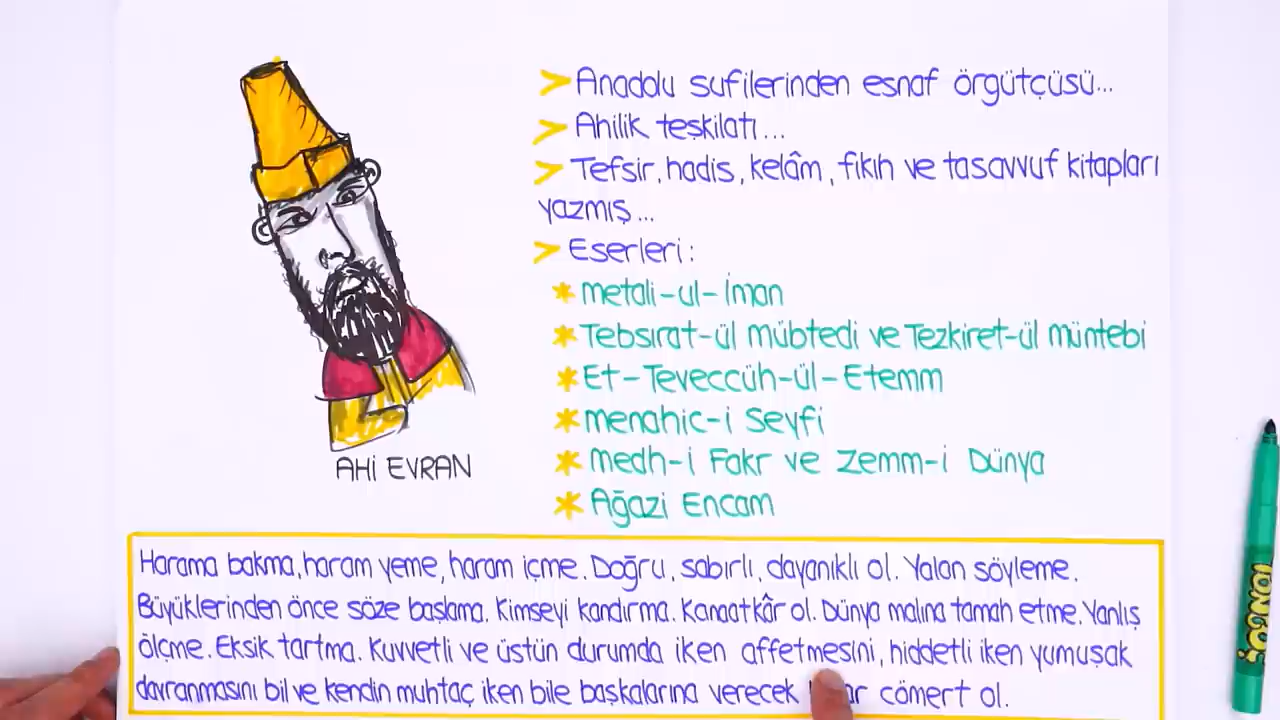 > Anadolu sufilerinden esnaf örgütçüsü...
> Ahilik teşkilatı...
> Tefsir, hadis, kelâm, fıkıh ve tasavvuf kitapları
yazmış...
> Eserleri:
* Metali-ul-İman
* Tebsırat-ül mübtedi ve Tezkiret-ül müntebi
* Et-Teveccüh-ül-Etemm
* Menahic-i Seyfi
* Medh-i Fakr ve Zemm-i Dünya
* Ağazi Encam
AHİ EVRAN
Harama bakma, haram yeme, haram içme. Doğru, sabırlı, dayanıklı ol. Yalan söyleme.
Büyüklerinden önce söze başlama. Kimseyi kandırma. Kanaatkâr ol. Dünya malına tamah etme. Yanlış
ölçme. Eksik tartma. Kuvvetli ve üstün durumda iken affetmesini, hiddetli iken yumuşak
davranmasını bil ve kendin muhtaç iken bile başkalarına verecek cömert ol.